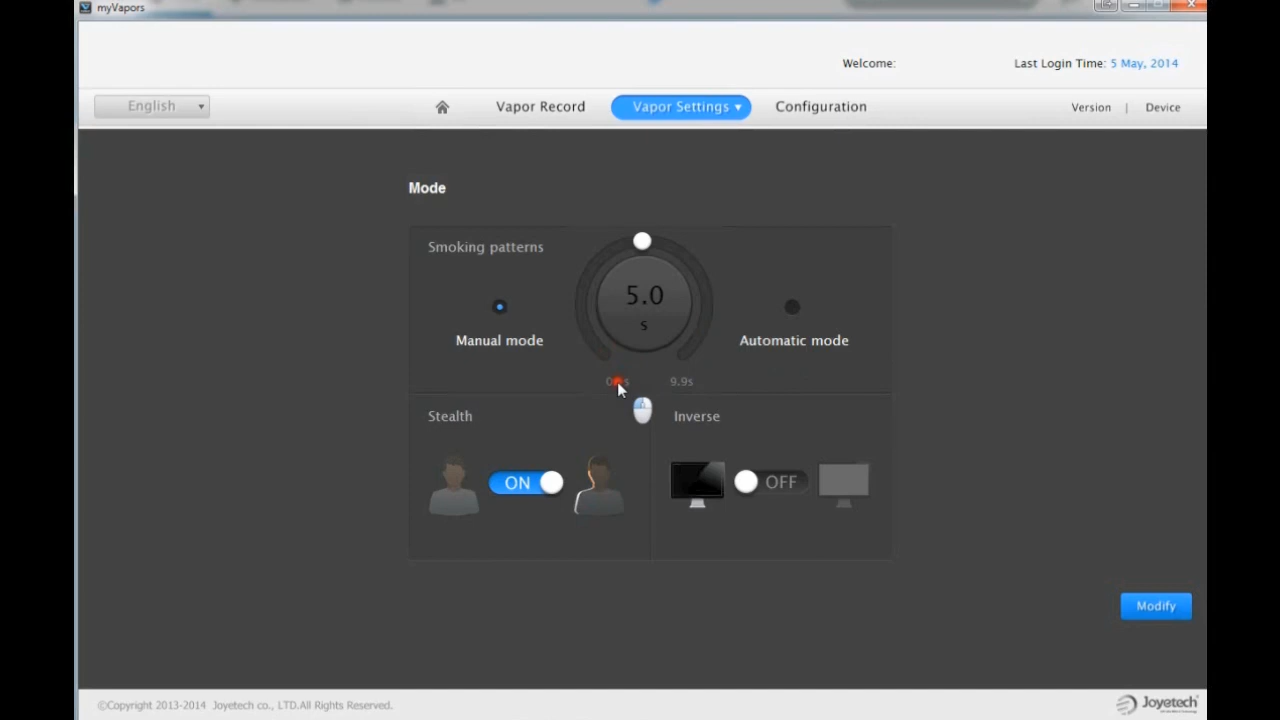 myVapors
Welcome:
Last Login Time: 5 May, 2014
English
Vapor Record
Vapor Settings
Configuration
Version | Device
Mode
Smoking patterns
5.0
s
Manual mode
Automatic mode
9.9s
Stealth
Inverse
ON
OFF
Modify
©Copyright 2013-2014 Joyetech co., LTD.All Rights Reserved.
Joyetech